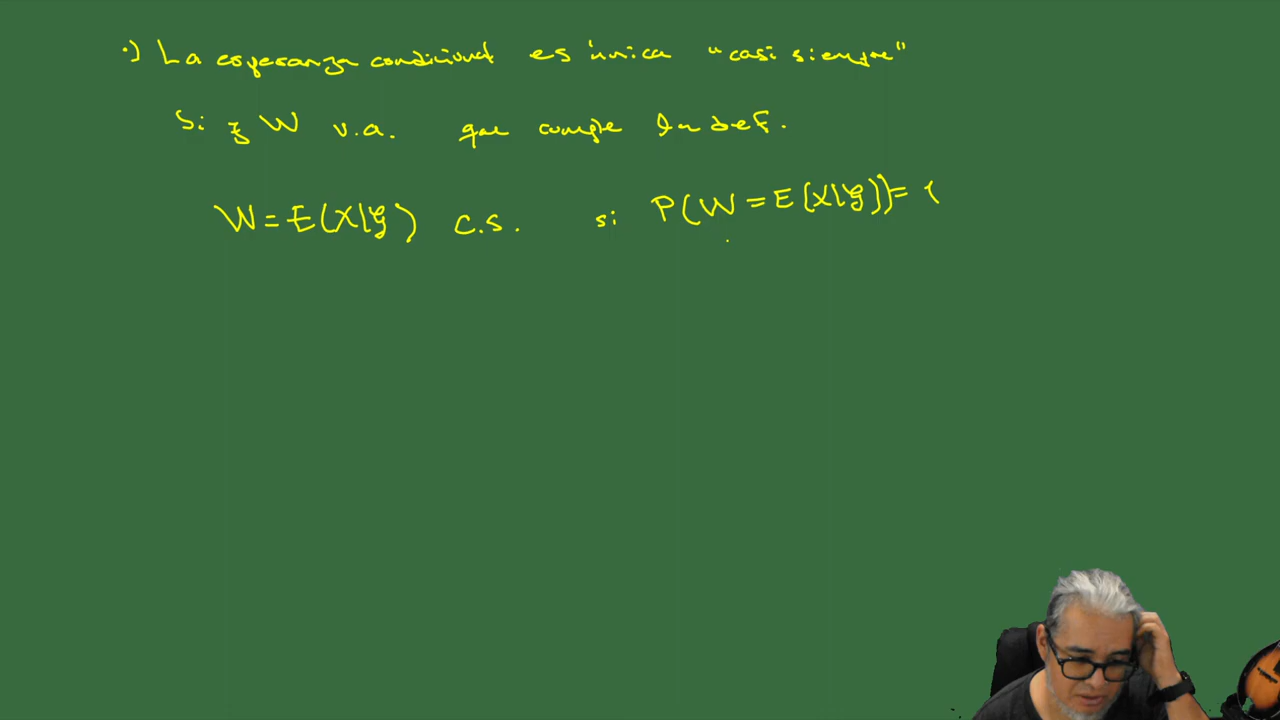 ·) La esperanza condicional es única "casi siempre"
Si ∃ W v.a. que cumple la def.
W = E(X|𝒢) c.s. si P(W = E(X|𝒢)) = 1